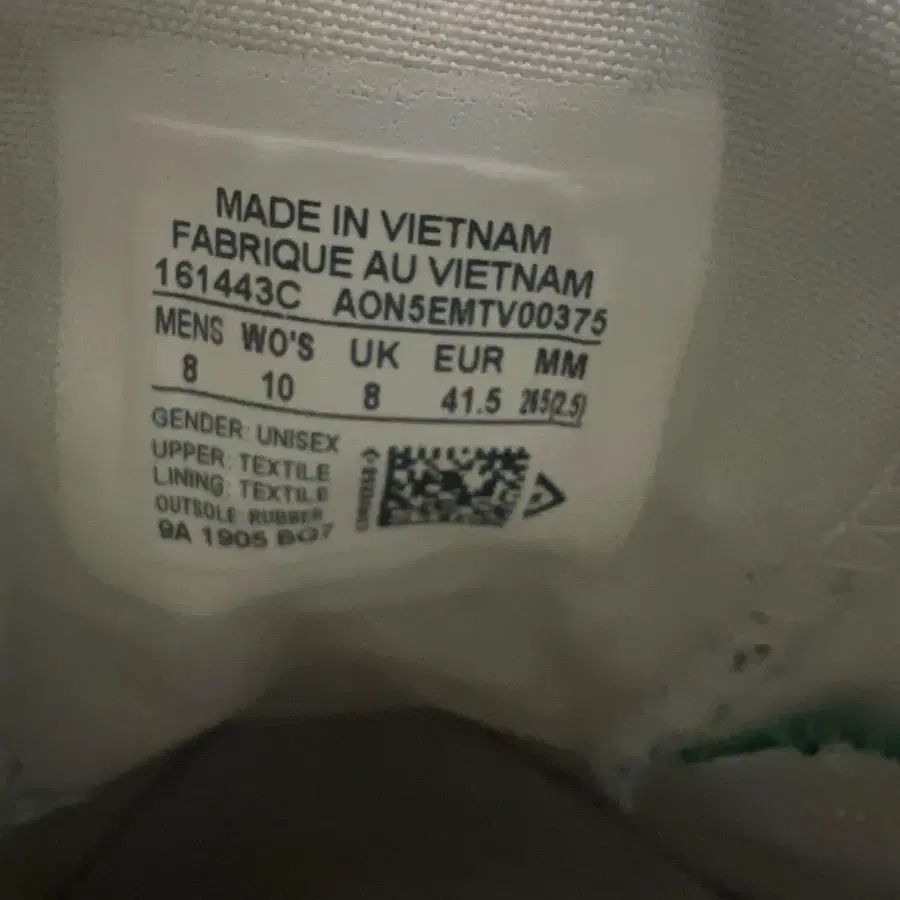 MADE IN VIETNAM
FABRIQUE AU VIETNAM
161443C AON5EMTV00375
MENS WO'S UK EUR MM
8 10 8 41.5 265(2.5)
GENDER: UNISEX
UPPER: TEXTILE
LINING: TEXTILE
OUTSOLE: RUBBER
9A 1905 BG7